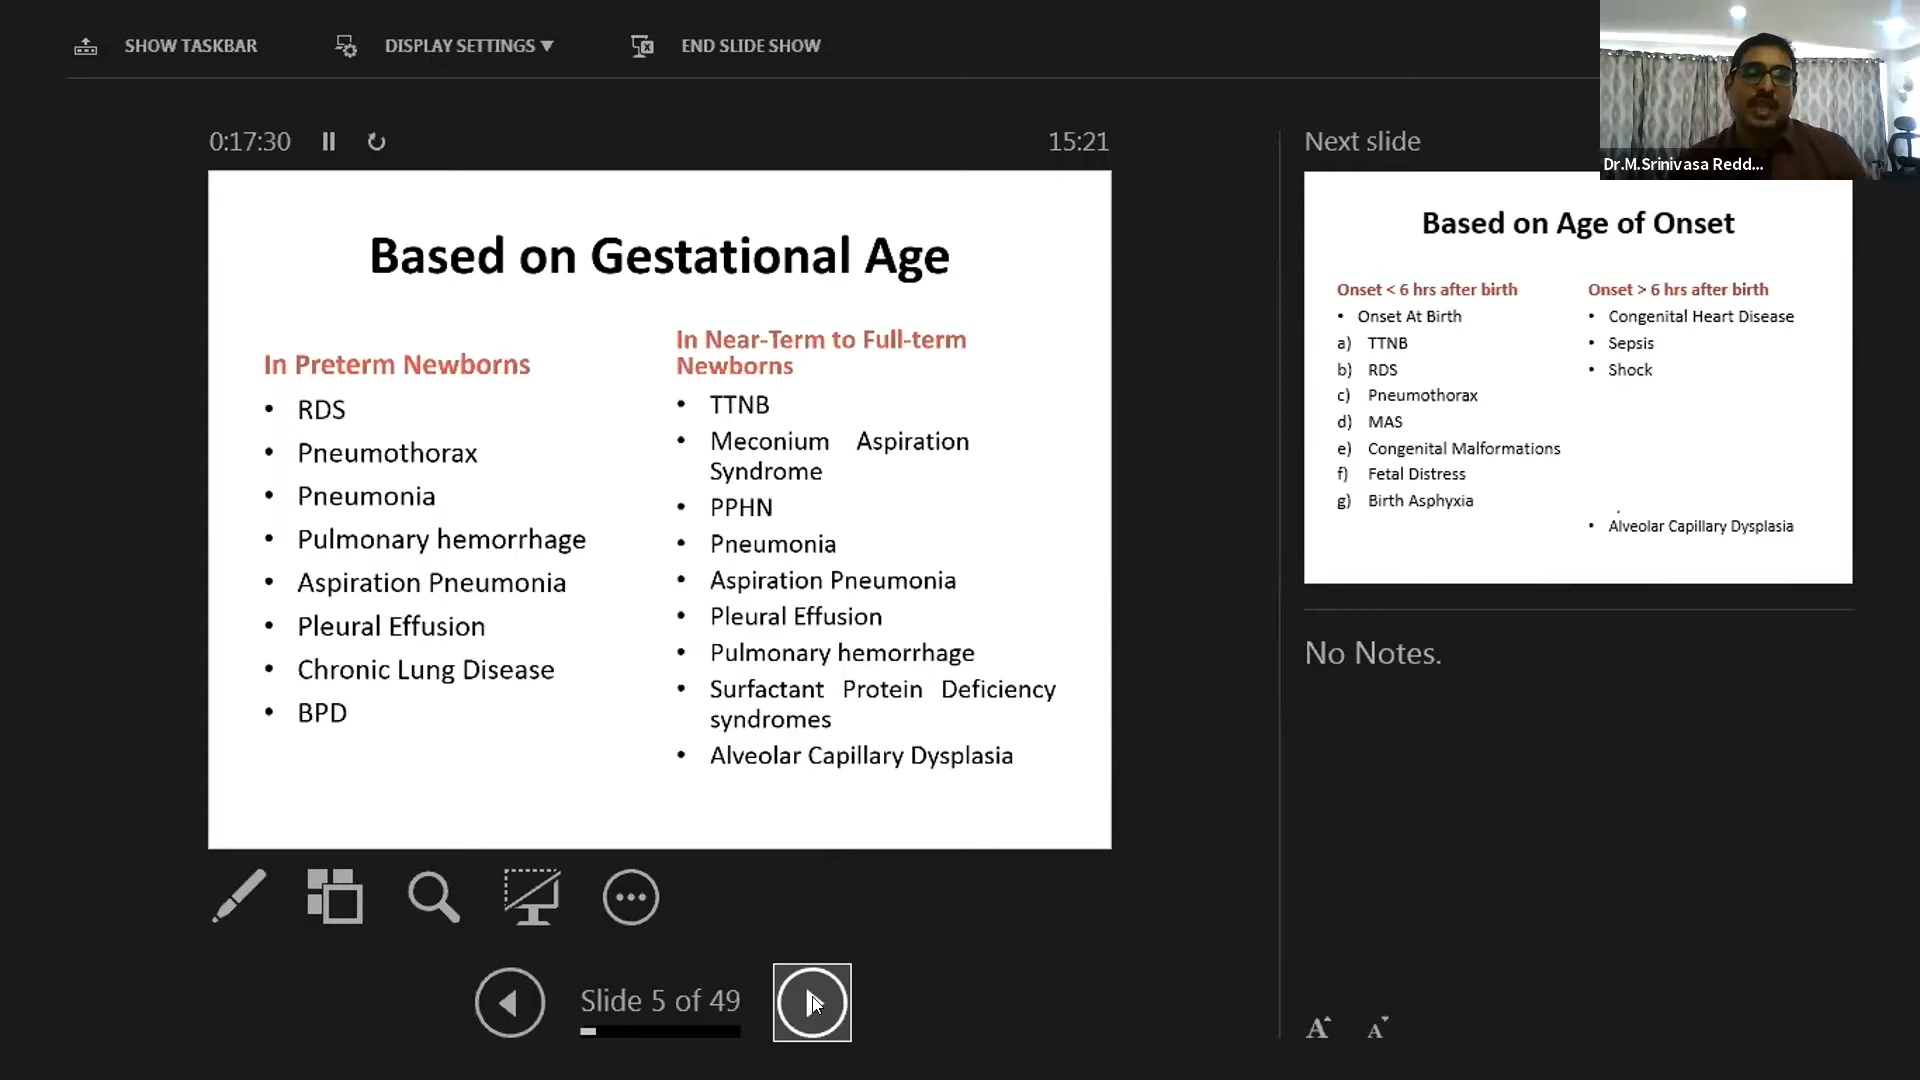 SHOW TASKBAR
DISPLAY SETTINGS ▼
END SLIDE SHOW
Dr.M.Srinivasa Redd...
0:17:30
15:21
Based on Gestational Age
In Preterm Newborns
• RDS
• Pneumothorax
• Pneumonia
• Pulmonary hemorrhage
• Aspiration Pneumonia
• Pleural Effusion
• Chronic Lung Disease
• BPD
In Near-Term to Full-term
Newborns
• TTNB
• Meconium Aspiration
Syndrome
• PPHN
• Pneumonia
• Aspiration Pneumonia
• Pleural Effusion
• Pulmonary hemorrhage
• Surfactant Protein Deficiency
syndromes
• Alveolar Capillary Dysplasia
Slide 5 of 49
Next slide
Based on Age of Onset
Onset < 6 hrs after birth
• Onset At Birth
a) TTNB
b) RDS
c) Pneumothorax
d) MAS
e) Congenital Malformations
f) Fetal Distress
g) Birth Asphyxia
Onset > 6 hrs after birth
• Congenital Heart Disease
• Sepsis
• Shock
• Alveolar Capillary Dysplasia
No Notes.
A A